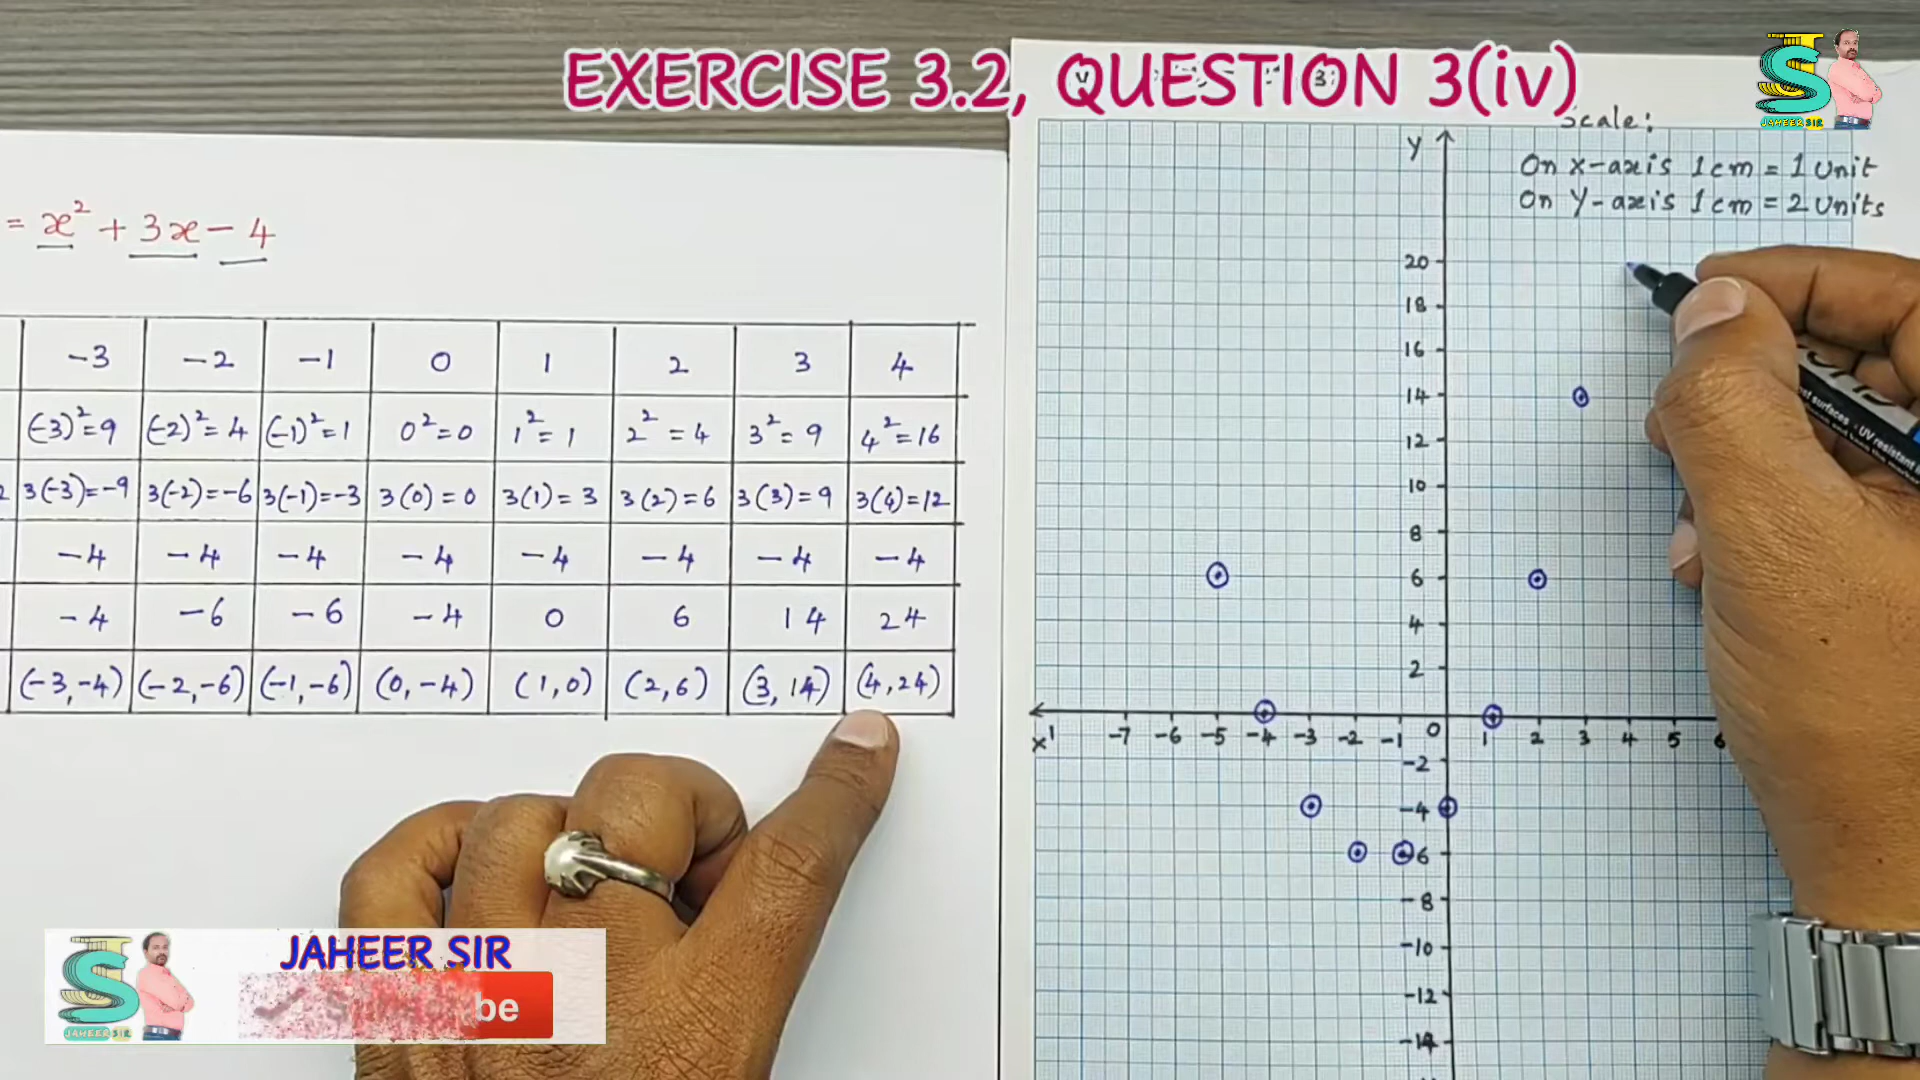 EXERCISE 3.2, QUESTION 3(iv)
JAHEER SIR
Scale:
On x-axis 1cm = 1 Unit
On y-axis 1cm = 2 Units
= x² + 3x - 4
-3 -2 -1 0 1 2 3 4
(-3)²=9 (-2)²=4 (-1)²=1 0²=0 1²=1 2²=4 3²=9 4²=16
2 3(-3)=-9 3(-2)=-6 3(-1)=-3 3(0)=0 3(1)=3 3(2)=6 3(3)=9 3(4)=12
-4 -4 -4 -4 -4 -4 -4 -4
-4 -6 -6 -4 0 6 14 24
(-3,-4) (-2,-6) (-1,-6) (0,-4) (1,0) (2,6) (3,14) (4,24)
y
20
18
16
14
12
10
8
6
4
2
x' -7 -6 -5 -4 -3 -2 -1 0 1 2 3 4 5 6
-2
-4
-6
-8
-10
-12
-14
JAHEER SIR
JAHEER SIR